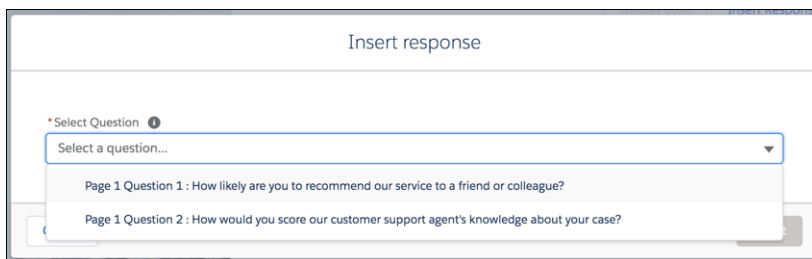 Insert response
*Select Question
Select a question...
Page 1 Question 1 : How likely are you to recommend our service to a friend or colleague?
Page 1 Question 2 : How would you score our customer support agent's knowledge about your case?